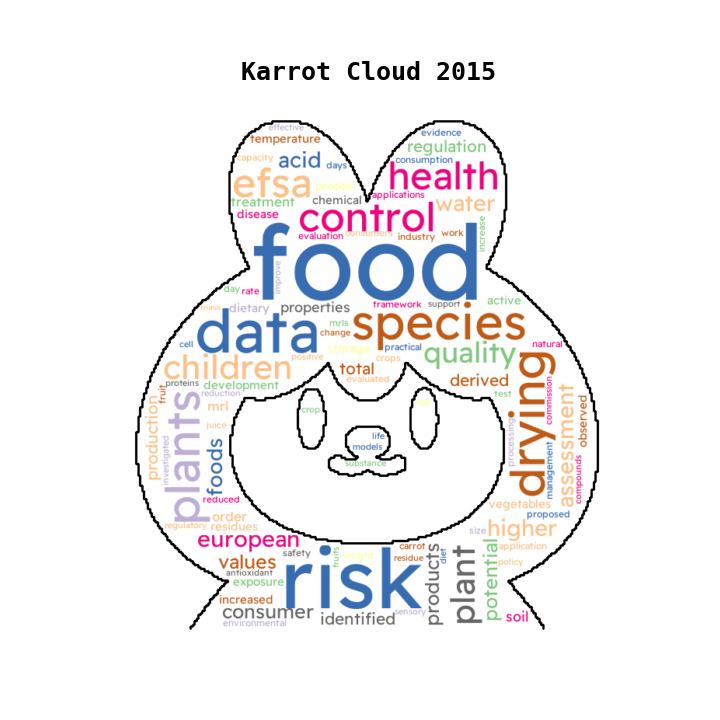 Karrot Cloud 2015
effective
evidence
temperature
regulation
capacity
acid
days
consumption
efsa
protein
health
treatment
chemical
applications
water
disease
control
increase
evaluation
consumers
industry
work
food
improve
day
rate
mass
dietary
properties
framework
support
active
data
mrls
change
species
cell
storage
practical
quality
natural
children
positive
crops
total
evaluated
derived
drying
proteins
development
fruit
reduction
test
commission
production
plants
mrl
crop
assessment
observed
juice
life
models
processing
investigated
foods
substance
management
compounds
reduced
vegetables
order
proposed
regulatory
residues
size
higher
european
safety
fruits
weight
carrot
residue
products
diet
plant
potential
application
policy
values
antioxidant
exposure
risk
increased
consumer
identified
sensory
environmental
soil